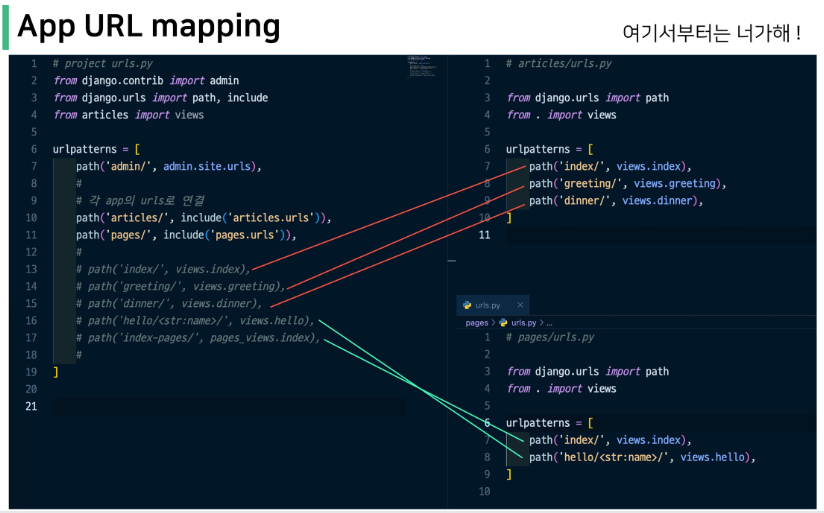 App URL mapping
여기서부터는 너가해 !
1 # project urls.py
2 from django.contrib import admin
3 from django.urls import path, include
4 from articles import views
5
6 urlpatterns = [
7 path('admin/', admin.site.urls),
8 #
9 # 각 app의 urls로 연결
10 path('articles/', include('articles.urls')),
11 path('pages/', include('pages.urls')),
12 #
13 # path('index/', views.index),
14 # path('greeting/', views.greeting),
15 # path('dinner/', views.dinner),
16 # path('hello/<str:name>/', views.hello),
17 # path('index-pages/', pages_views.index),
18 #
19 ]
20
21
1 # articles/urls.py
2
3 from django.urls import path
4 from . import views
5
6 urlpatterns = [
7 path('index/', views.index),
8 path('greeting/', views.greeting),
9 path('dinner/', views.dinner),
10 ]
11
urls.py ×
pages > urls.py > ...
1 # pages/urls.py
2
3 from django.urls import path
4 from . import views
5
6 urlpatterns = [
7 path('index/', views.index),
8 path('hello/<str:name>/', views.hello),
9 ]
10